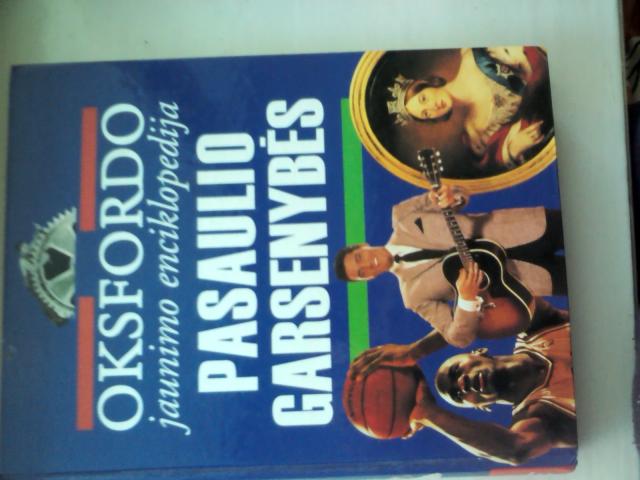 OKSFORDO
jaunimo enciklopedija
PASAULIO
GARSENYBĖS